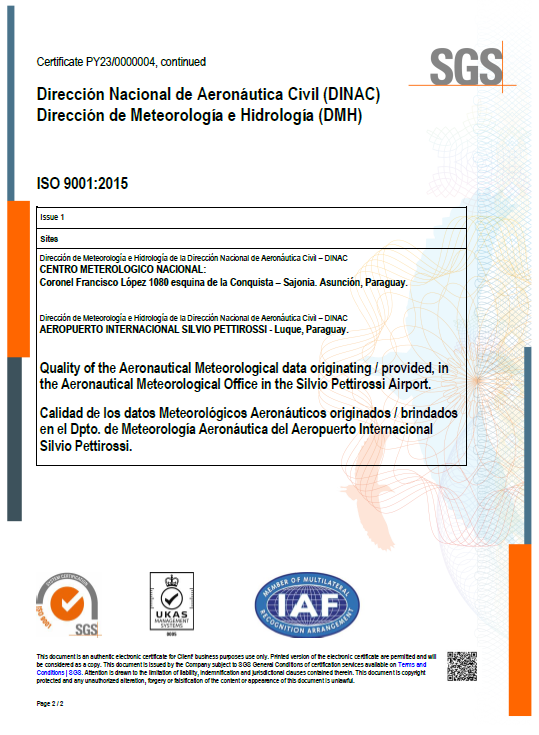 Certificate PY23/0000004, continued
SGS
Dirección Nacional de Aeronáutica Civil (DINAC)
Dirección de Meteorología e Hidrología (DMH)
ISO 9001:2015
Issue 1
Sites
Dirección de Meteorología e Hidrología de la Dirección Nacional de Aeronáutica Civil – DINAC
CENTRO METEROLOGICO NACIONAL:
Coronel Francisco López 1080 esquina de la Conquista – Sajonia. Asunción, Paraguay.
Dirección de Meteorología e Hidrología de la Dirección Nacional de Aeronáutica Civil – DINAC
AEROPUERTO INTERNACIONAL SILVIO PETTIROSSI - Luque, Paraguay.
Quality of the Aeronautical Meteorological data originating / provided, in
the Aeronautical Meteorological Office in the Silvio Pettirossi Airport.
Calidad de los datos Meteorológicos Aeronáuticos originados / brindados
en el Dpto. de Meteorología Aeronáutica del Aeropuerto Internacional
Silvio Pettirossi.
SYSTEM CERTIFICATION
ISO 9001
SGS
UKAS
MANAGEMENT
SYSTEMS
0005
MEMBER OF MULTILATERAL
IAF
RECOGNITION ARRANGEMENT
This document is an authentic electronic certificate for Client' business purposes use only. Printed version of the electronic certificate are permitted and will
be considered as a copy. This document is issued by the Company subject to SGS General Conditions of certification services available on Terms and
Conditions | SGS. Attention is drawn to the limitation of liability, indemnification and jurisdictional clauses contained therein. This document is copyright
protected and any unauthorized alteration, forgery or falsification of the content or appearance of this document is unlawful.
Page 2 / 2